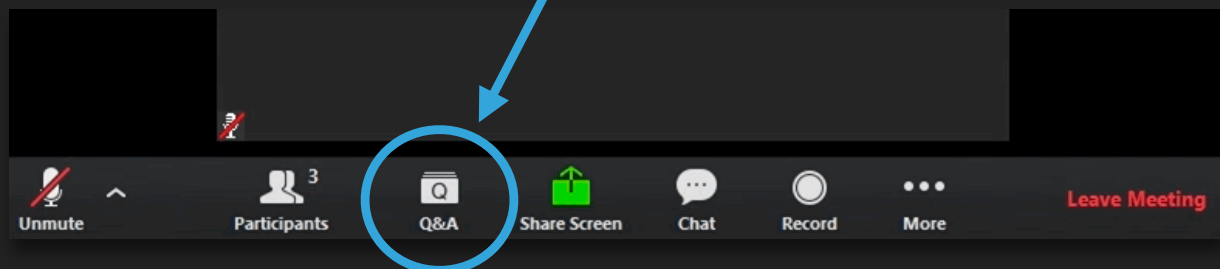 3
Q
Unmute
Participants
Q&A
Share Screen
Chat
Record
More
Leave Meeting